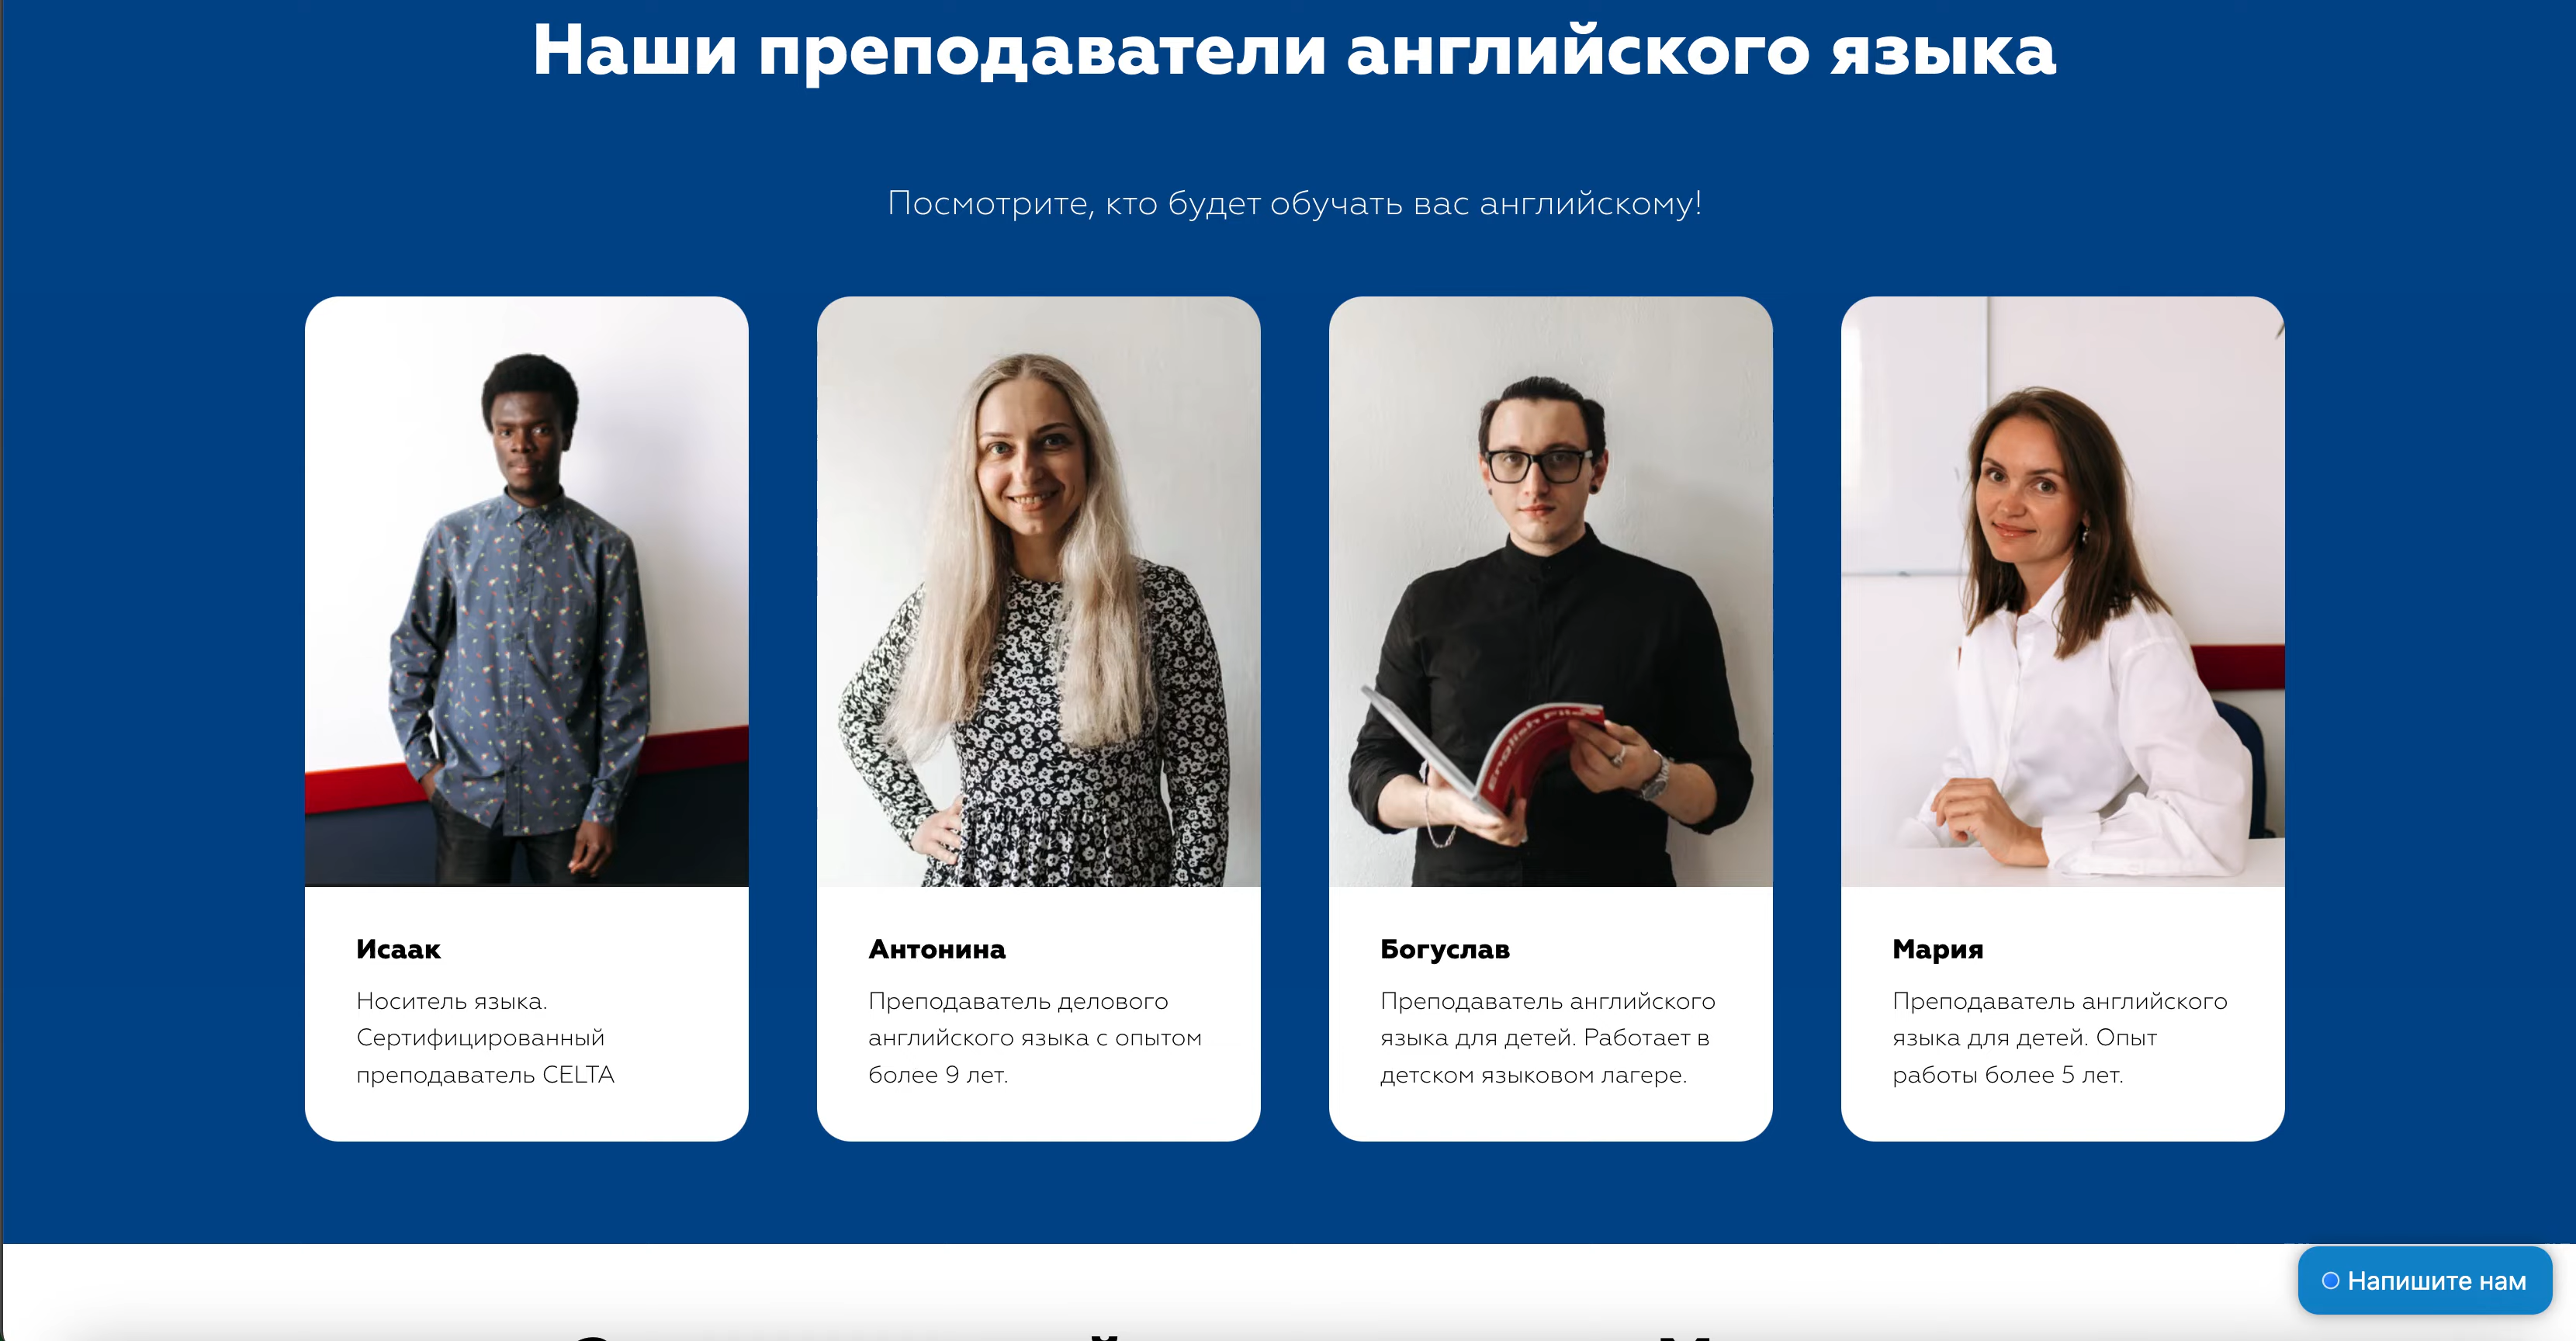 Наши преподаватели английского языка
Посмотрите, кто будет обучать вас английскому!
English File
Исаак
Носитель языка.
Сертифицированный
преподаватель CELTA
Антонина
Преподаватель делового
английского языка с опытом
более 9 лет.
Богуслав
Преподаватель английского
языка для детей. Работает в
детском языковом лагере.
Мария
Преподаватель английского
языка для детей. Опыт
работы более 5 лет.
Напишите нам